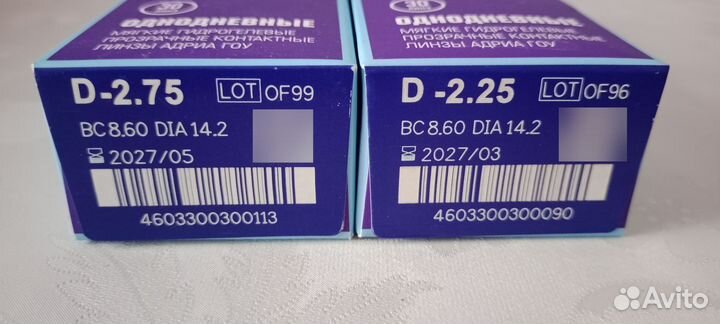 30
ОДНОДНЕВНЫЕ
МЯГКИЕ ГИДРОГЕЛЕВЫЕ
ПРОЗРАЧНЫЕ КОНТАКТНЫЕ
ЛИНЗЫ АДРИА ГОУ
D-2.75 LOT OF99
BC 8.60 DIA 14.2
2027/05
4603300300113
30
ОДНОДНЕВНЫЕ
МЯГКИЕ ГИДРОГЕЛЕВЫЕ
ПРОЗРАЧНЫЕ КОНТАКТНЫЕ
ЛИНЗЫ АДРИА ГОУ
D -2.25 LOT OF96
BC 8.60 DIA 14.2
2027/03
4603300300090
Avito